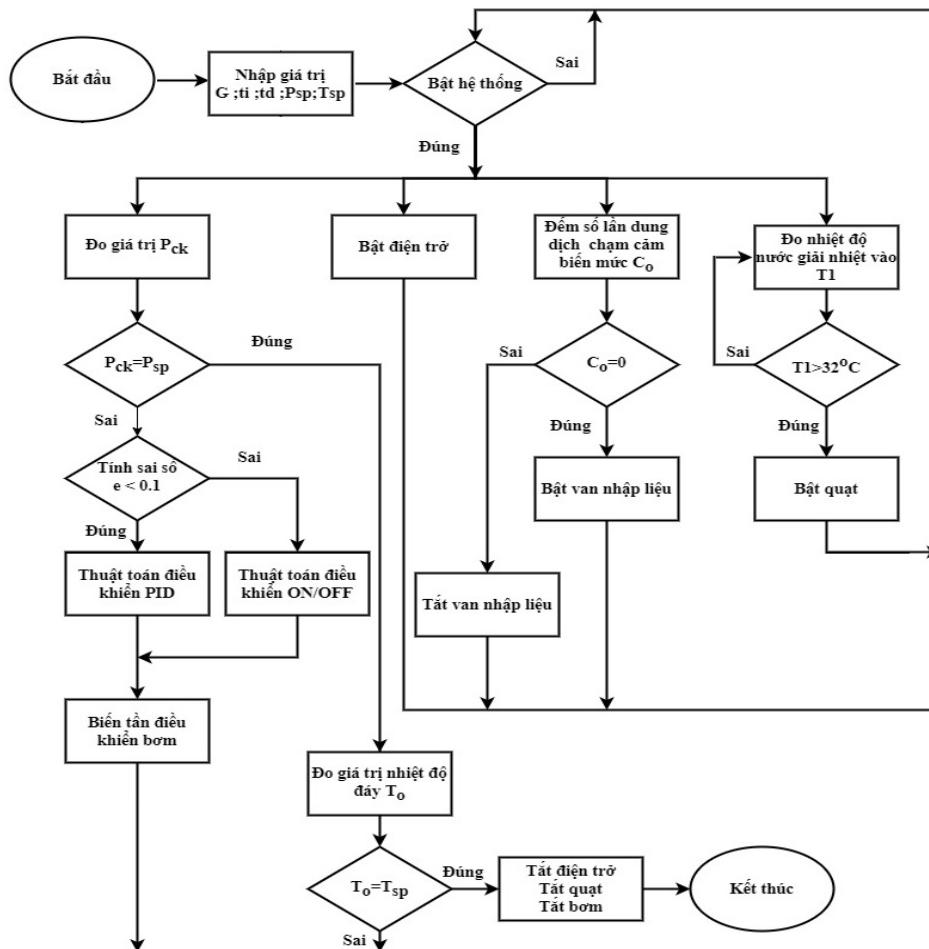 Bắt đầu
Nhập giá trị
G ;ti ;td ;Psp;Tsp
Bật hệ thống
Sai
Đúng
Đo giá trị Pck
Bật điện trở
Đếm số lần dung
dịch chạm cảm
biến mức Co
Đo nhiệt độ
nước giải nhiệt vào
T1
Pck=Psp
Đúng
Sai
Co=0
Sai
Đúng
T1>32⁰C
Sai
Đúng
Tính sai số
e < 0.1
Sai
Đúng
Bật van nhập liệu
Bật quạt
Thuật toán điều
khiển PID
Thuật toán điều
khiển ON/OFF
Tắt van nhập liệu
Biến tần điều
khiển bơm
Đo giá trị nhiệt độ
đáy To
To=Tsp
Đúng
Sai
Tắt điện trở
Tắt quạt
Tắt bơm
Kết thúc